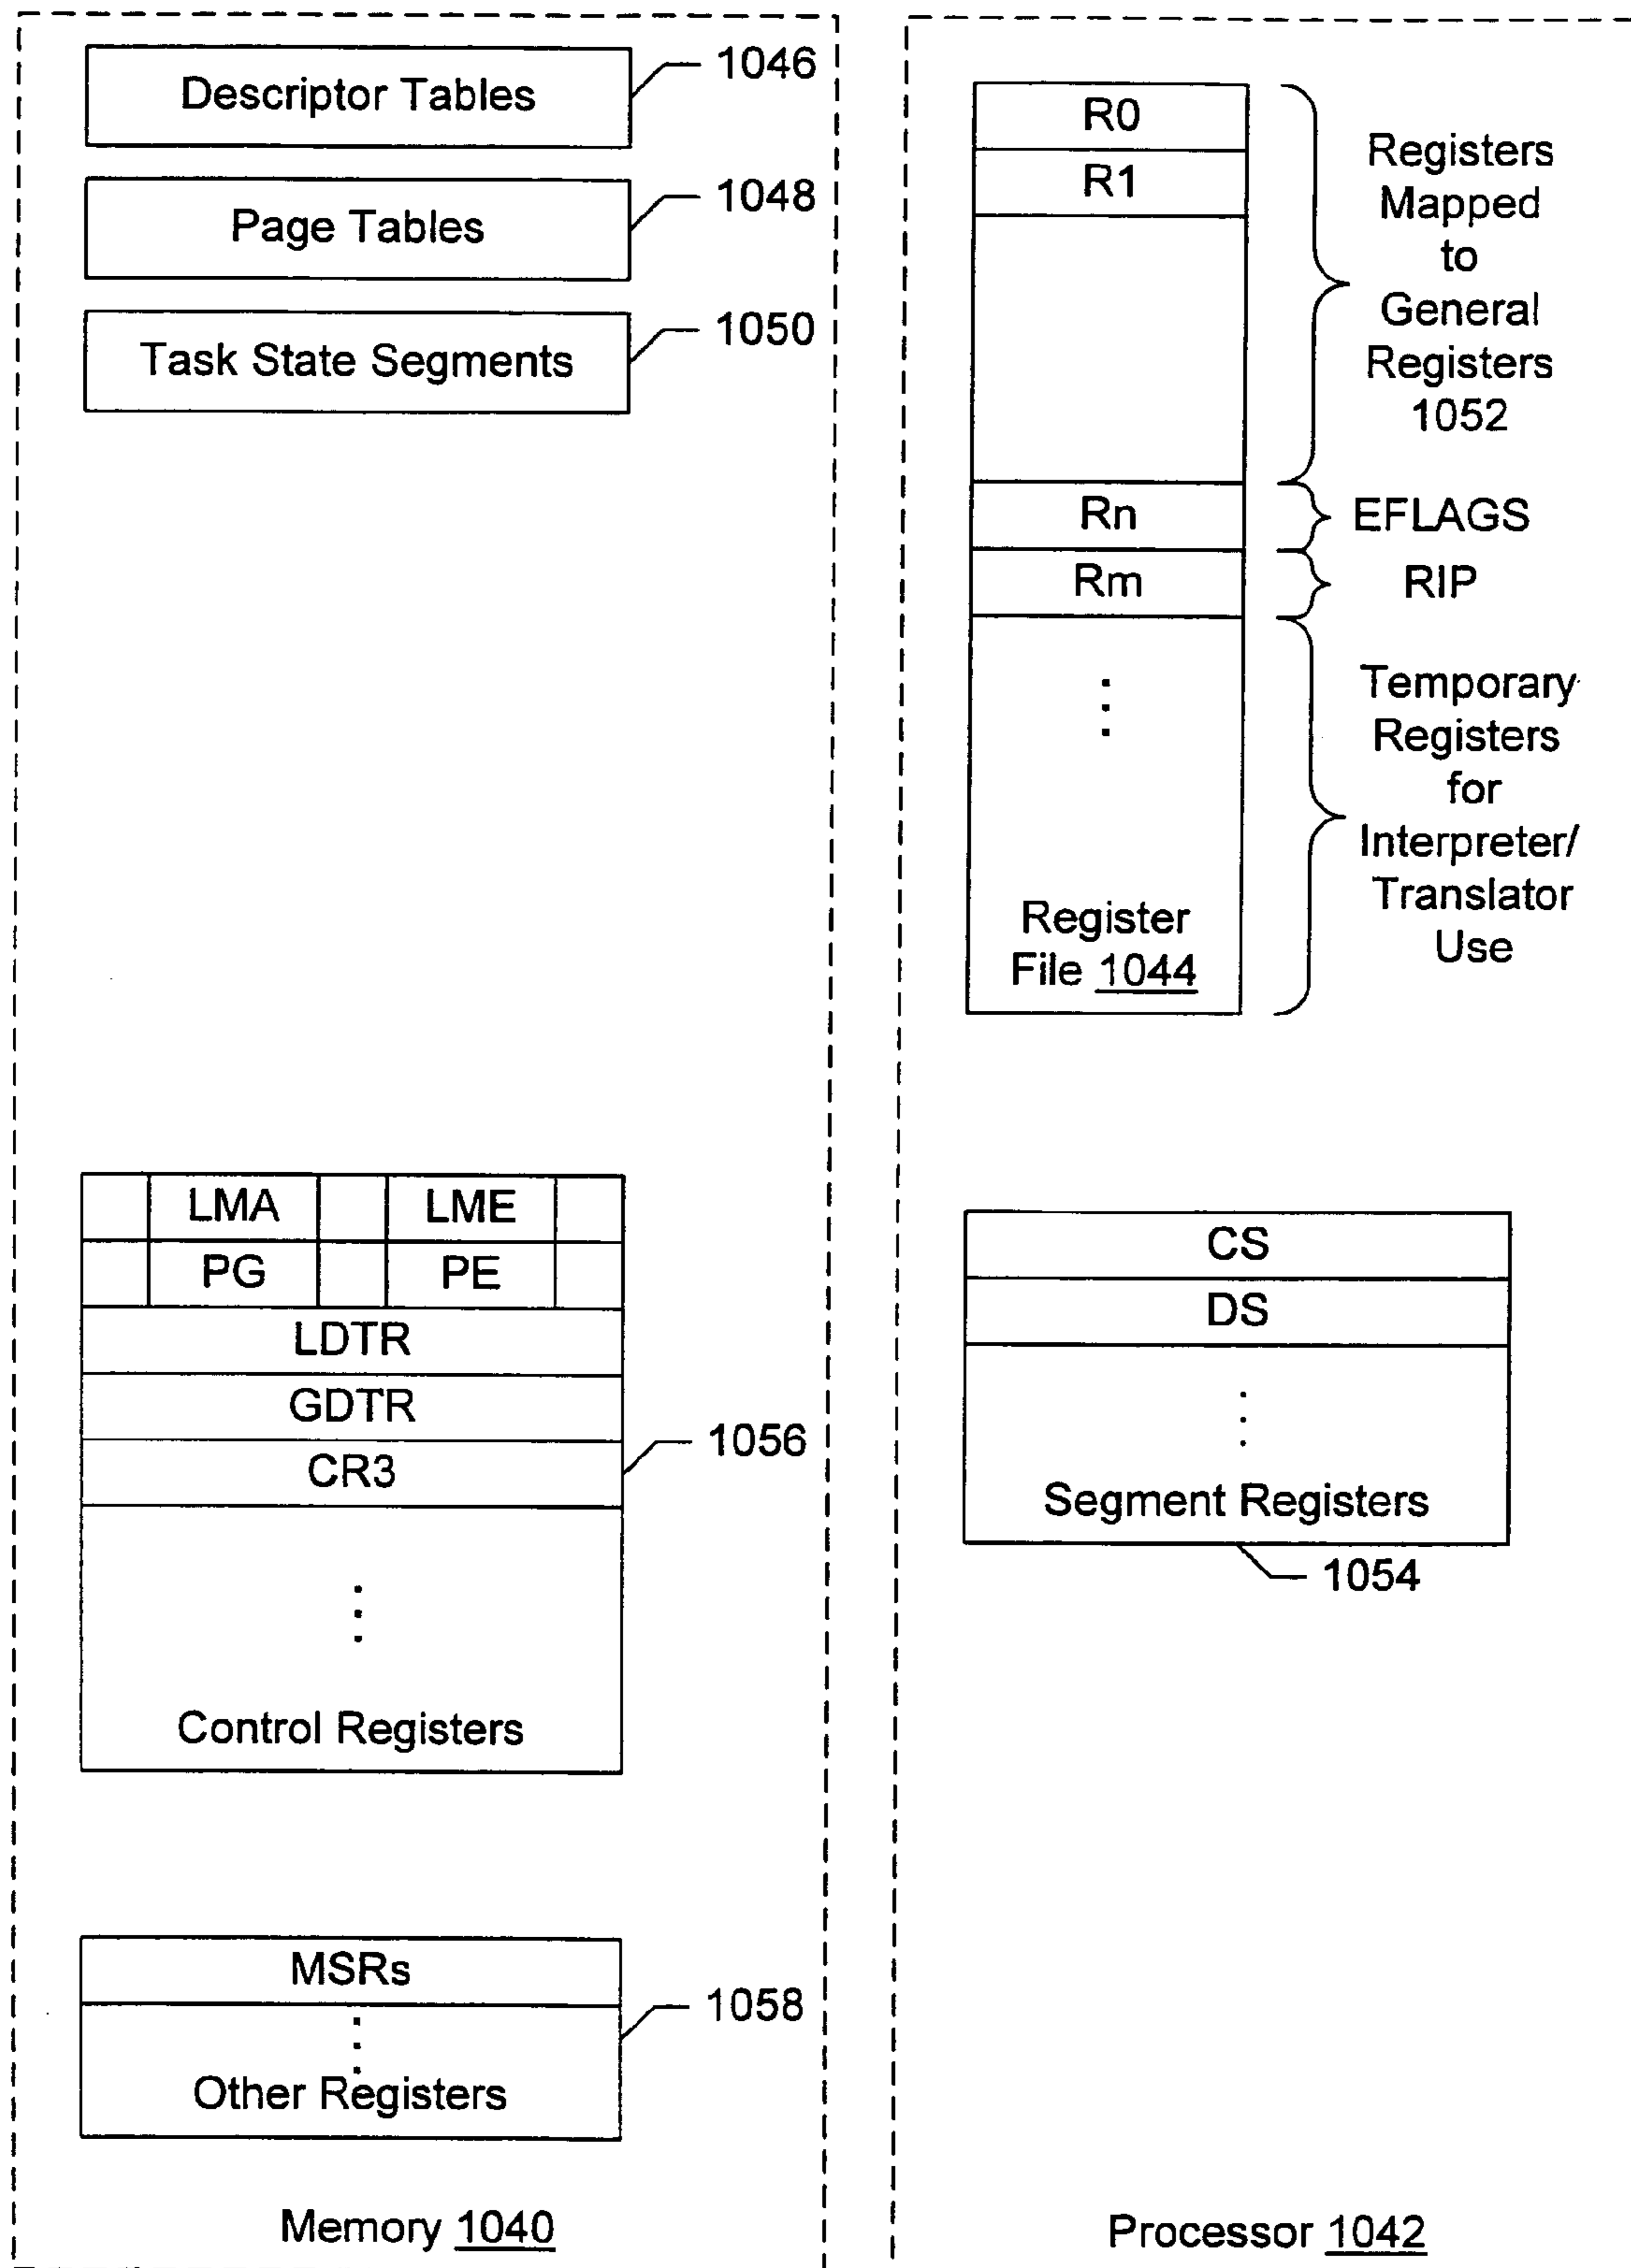 Descriptor Tables
1046
Page Tables
1048
Task State Segments
1050
LMA
LME
PG
PE
LDTR
GDTR
CR3
1056
Control Registers
MSRs
1058
Other Registers
Memory 1040
R0
R1
Registers
Mapped
to
General
Registers
1052
Rn
EFLAGS
Rm
RIP
Temporary
Registers
for
Interpreter/
Translator
Use
Register
File 1044
CS
DS
Segment Registers
1054
Processor 1042